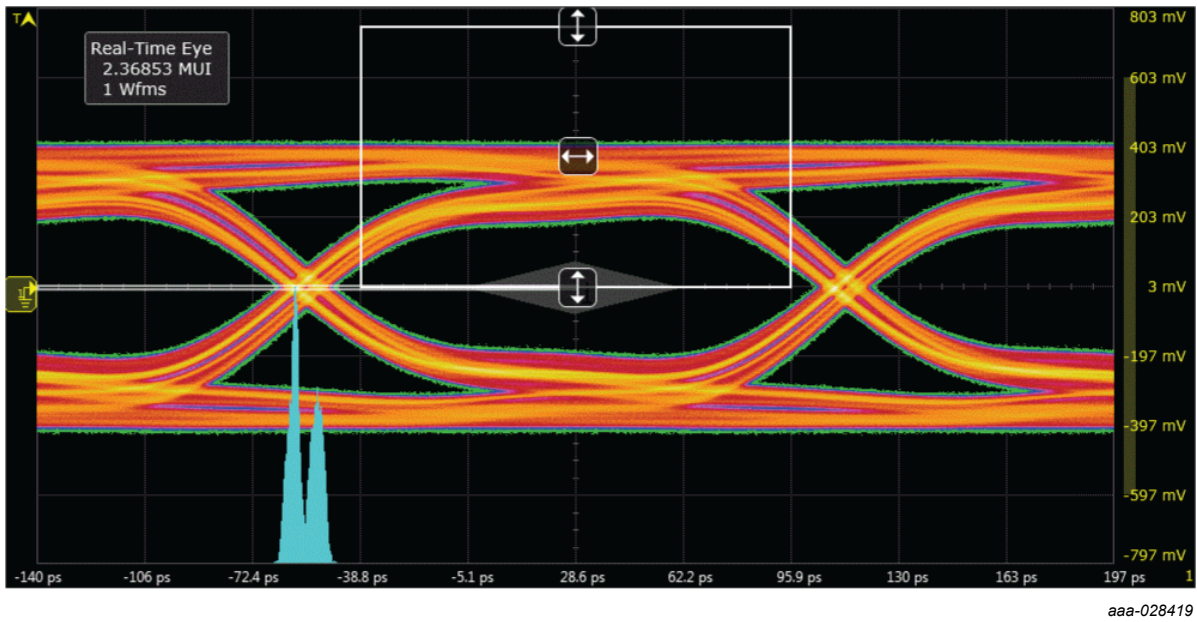 T
803 mV
Real-Time Eye
2.36853 MUI
1 Wfms
603 mV
403 mV
203 mV
3 mV
-197 mV
-397 mV
-597 mV
-797 mV
-140 ps -106 ps -72.4 ps -38.8 ps -5.1 ps 28.6 ps 62.2 ps 95.9 ps 130 ps 163 ps 197 ps 1
aaa-028419